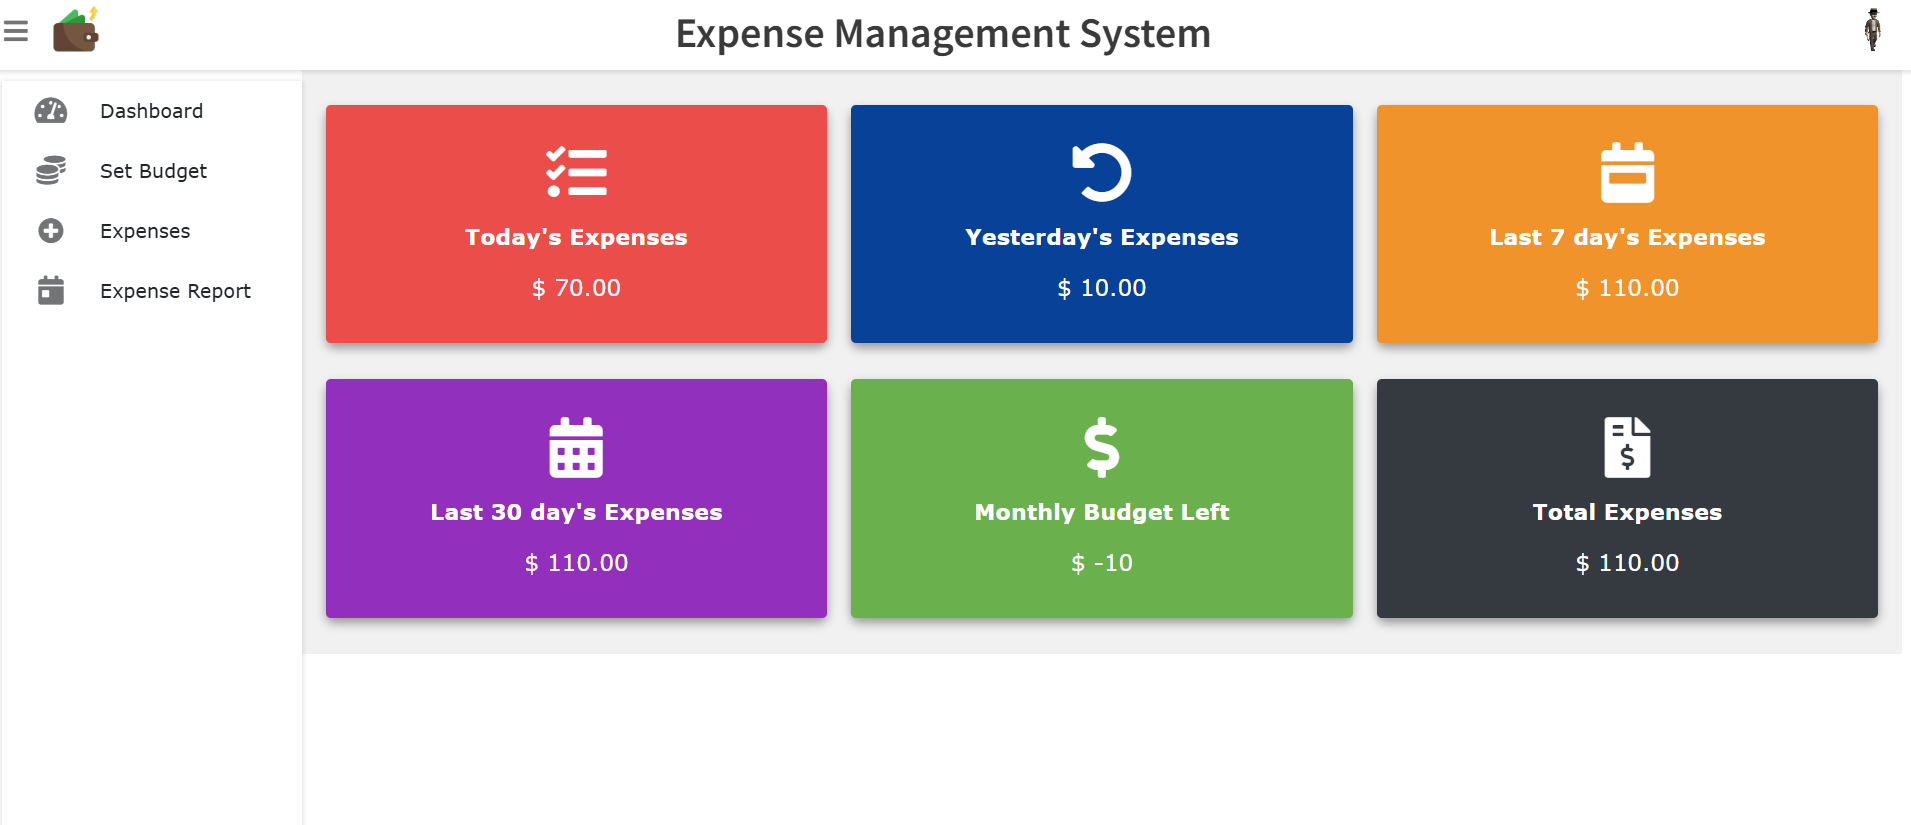 Expense Management System
Dashboard
Set Budget
Expenses
Expense Report
Today's Expenses
$ 70.00
Yesterday's Expenses
$ 10.00
Last 7 day's Expenses
$ 110.00
Last 30 day's Expenses
$ 110.00
Monthly Budget Left
$ -10
Total Expenses
$ 110.00